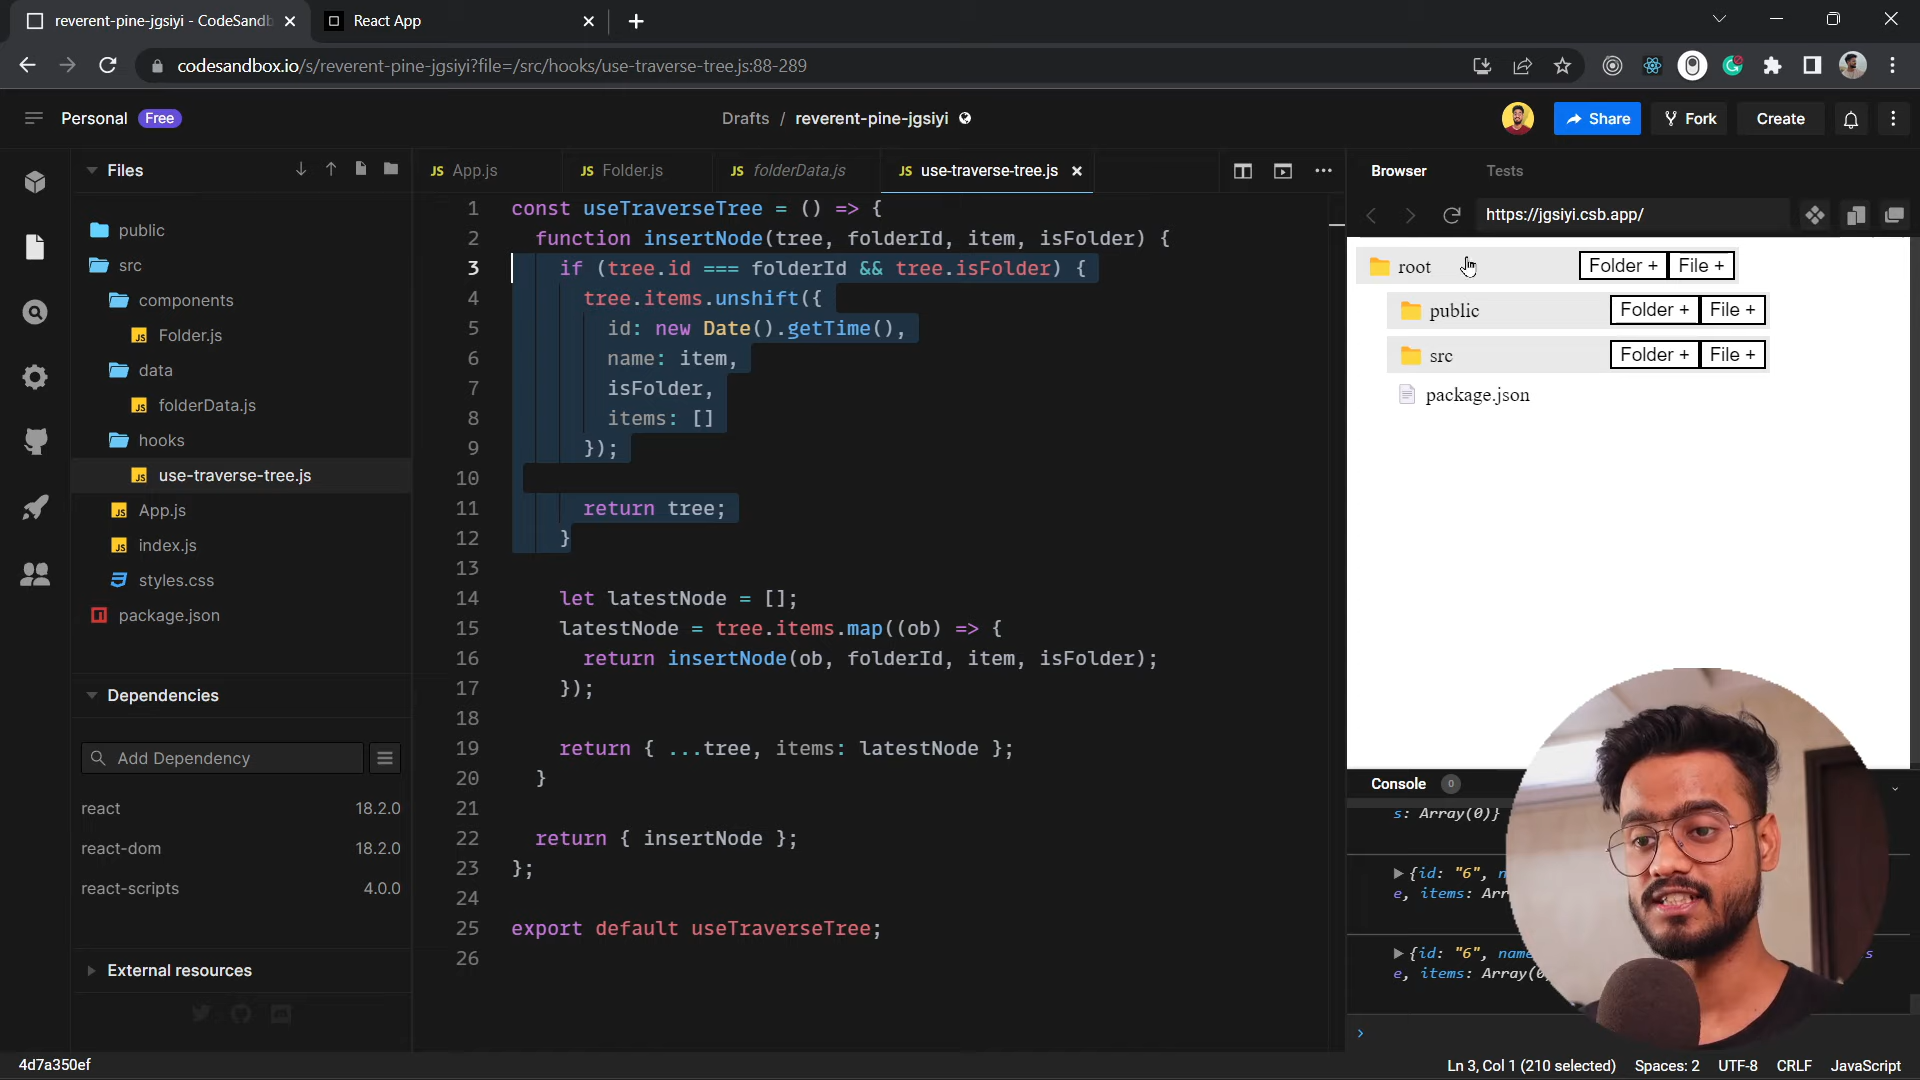 reverent-pine-jgsiyi - CodeSandb
React App
codesandbox.io/s/reverent-pine-jgsiyi?file=/src/hooks/use-traverse-tree.js:88-289
Personal Free
Drafts / reverent-pine-jgsiyi
Share
Fork
Create
Files
public
src
components
Folder.js
data
folderData.js
hooks
use-traverse-tree.js
App.js
index.js
styles.css
package.json
Dependencies
Add Dependency
react 18.2.0
react-dom 18.2.0
react-scripts 4.0.0
External resources
JS App.js
JS Folder.js
JS folderData.js
JS use-traverse-tree.js
1 const useTraverseTree = () => {
2 function insertNode(tree, folderId, item, isFolder) {
3 if (tree.id === folderId && tree.isFolder) {
4 tree.items.unshift({
5 id: new Date().getTime(),
6 name: item,
7 isFolder,
8 items: []
9 });
10
11 return tree;
12 }
13
14 let latestNode = [];
15 latestNode = tree.items.map((ob) => {
16 return insertNode(ob, folderId, item, isFolder);
17 });
18
19 return { ...tree, items: latestNode };
20 }
21
22 return { insertNode };
23 };
24
25 export default useTraverseTree;
26
Browser
Tests
https://jgsiyi.csb.app/
root Folder + File +
public Folder + File +
src Folder + File +
package.json
Console 0
s: Array(0)}
{id: "6", n
e, items: Arr
{id: "6", name s
e, items: Array(0
4d7a350ef
Ln 3, Col 1 (210 selected) Spaces: 2 UTF-8 CRLF JavaScript